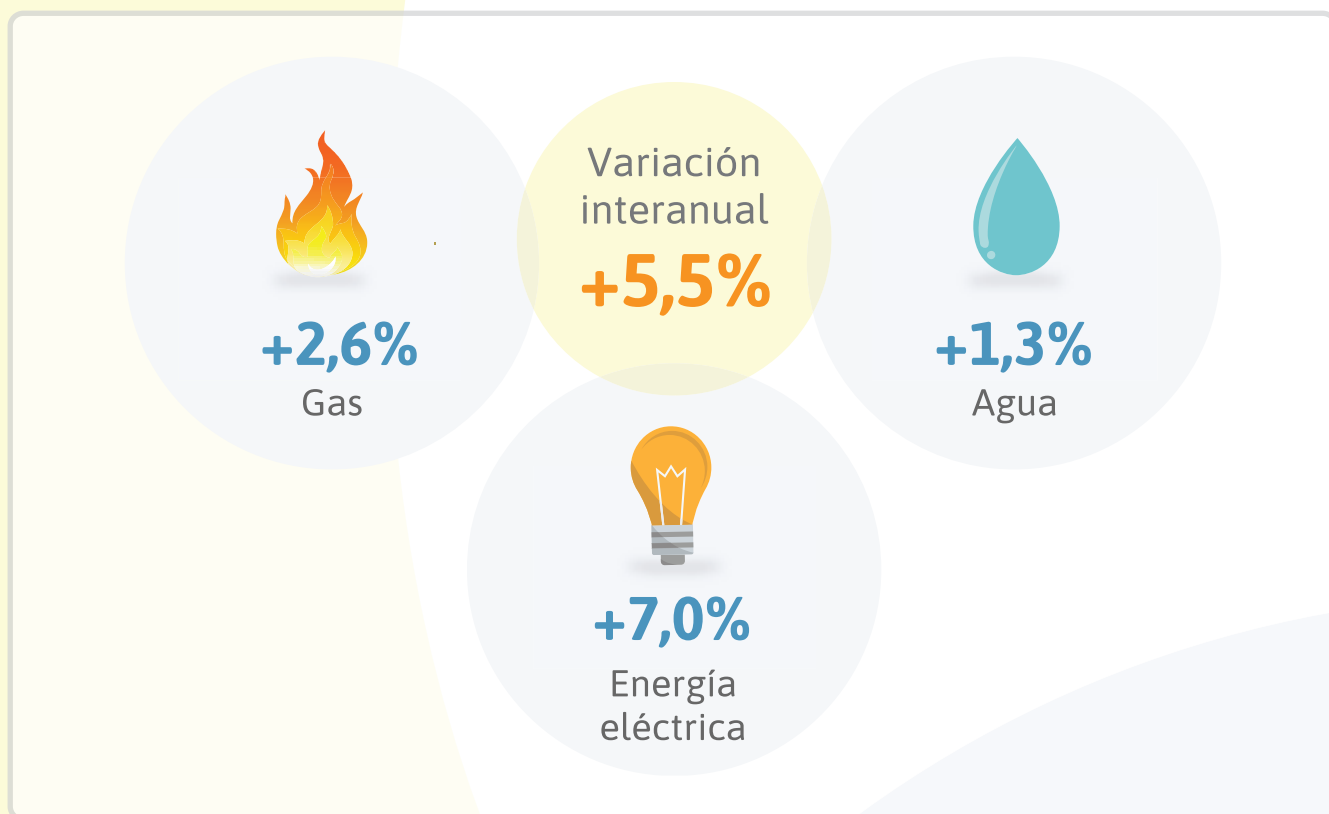 Variación
interanual
+5,5%
+2,6%
Gas
+1,3%
Agua
+7,0%
Energía
eléctrica